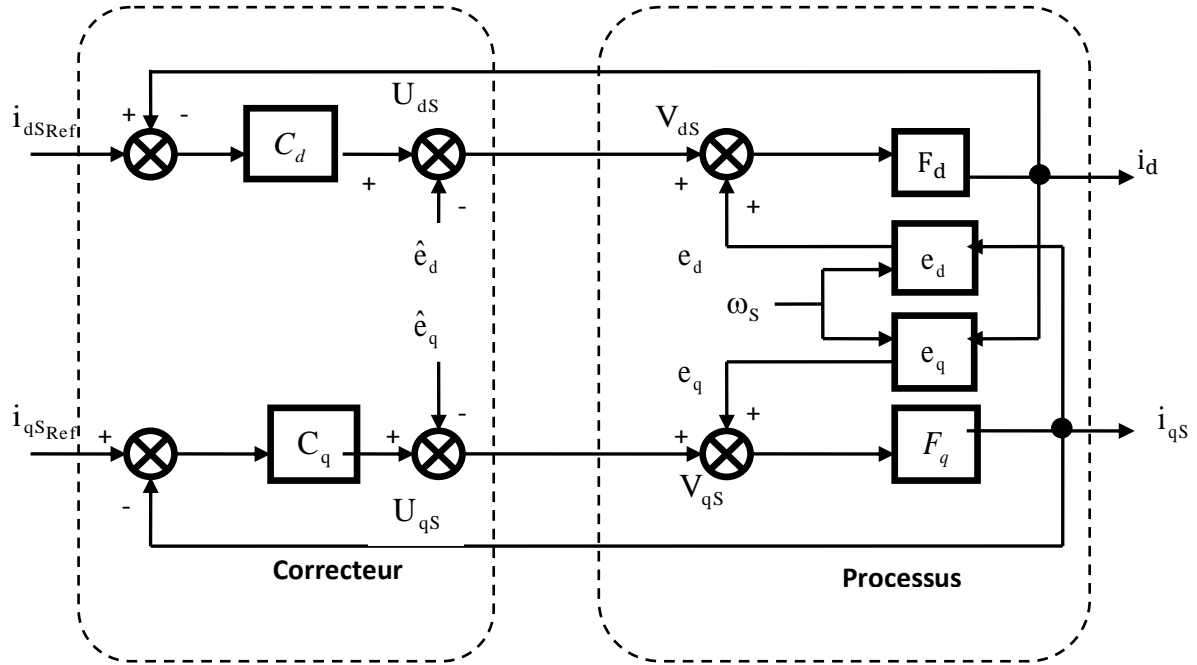 U_dS
i_dSRef
+
-
C_d
+
-
V_dS
+
+
F_d
i_d
ê_d
e_d
e_d
ω_S
ê_q
e_q
e_q
i_qSRef
+
-
C_q
+
-
U_qS
+
+
V_qS
F_q
i_qS
Correcteur
Processus